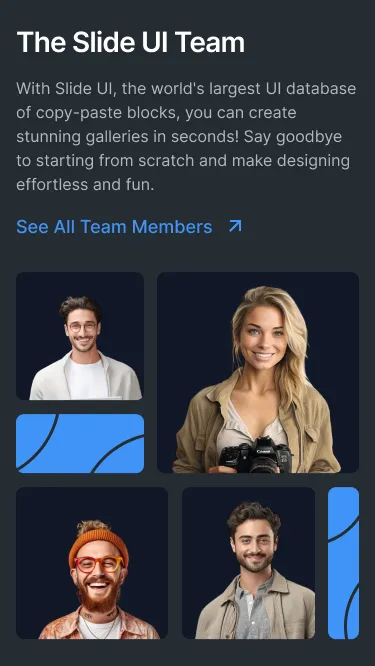 The Slide UI Team
With Slide UI, the world's largest UI database
of copy-paste blocks, you can create
stunning galleries in seconds! Say goodbye
to starting from scratch and make designing
effortless and fun.
See All Team Members
Canon